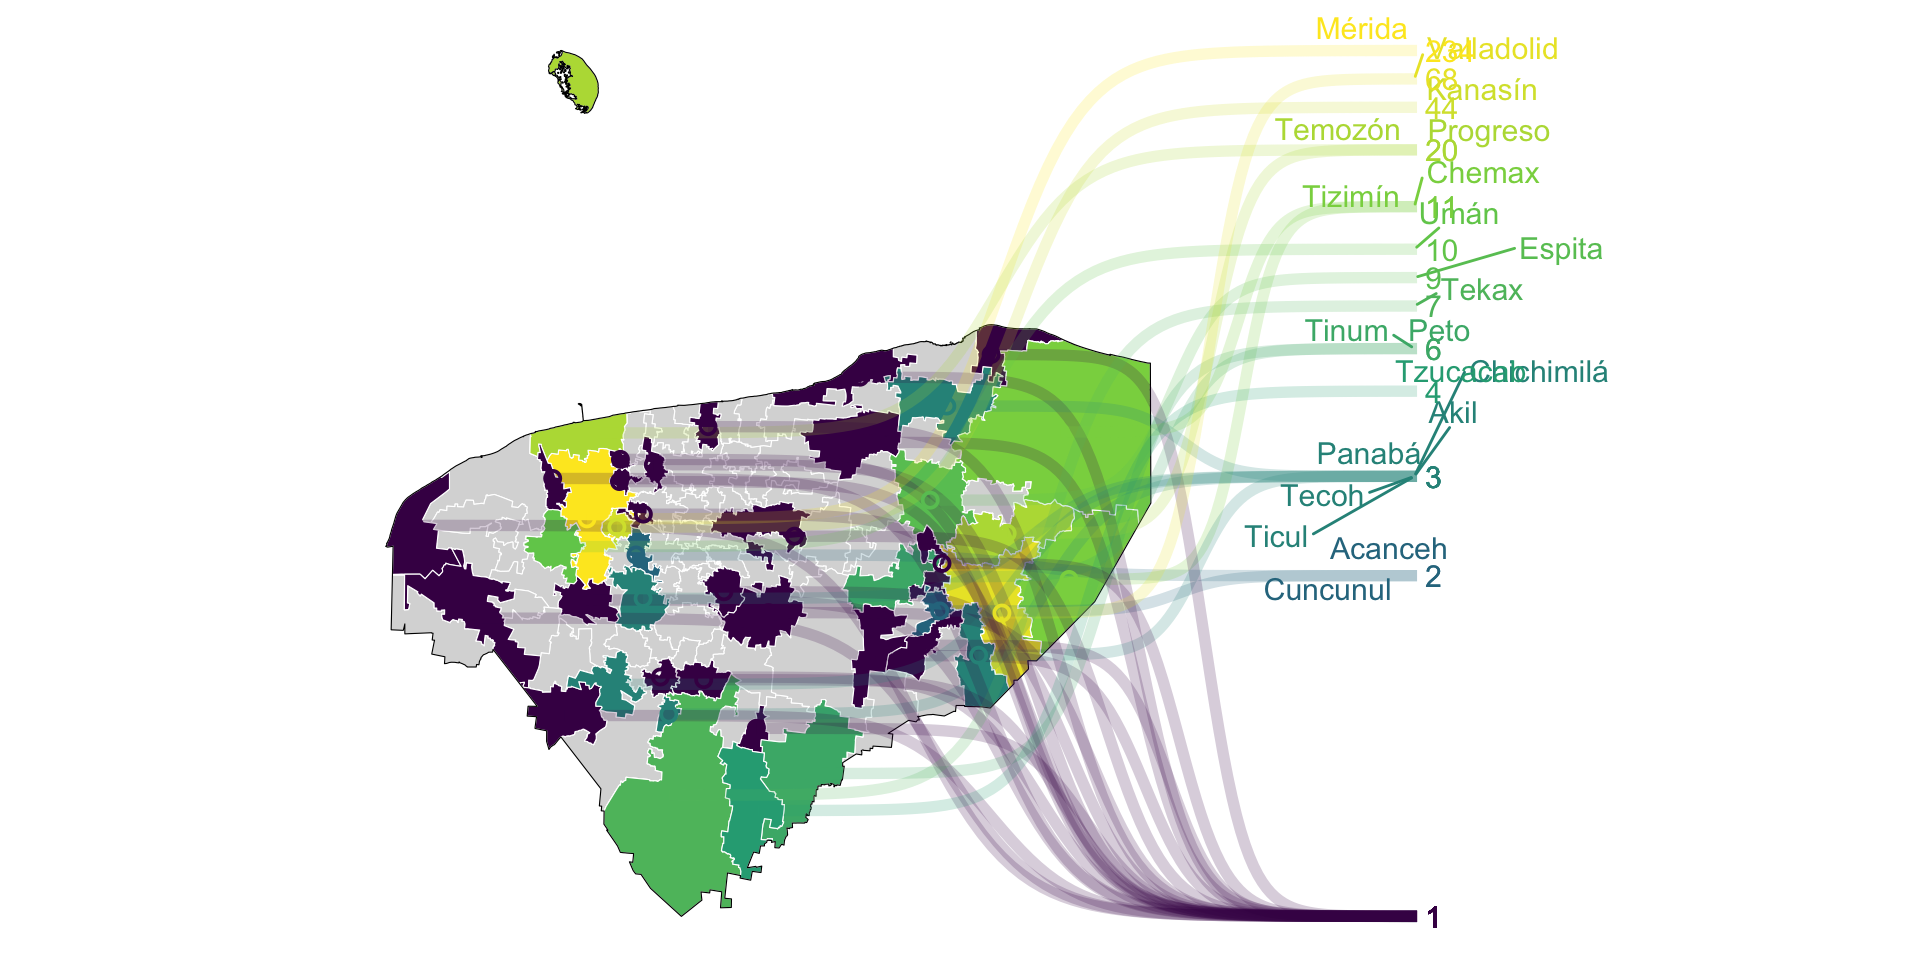 Mérida
234
Valladolid
68
Kanasín
44
Temozón
Progreso
20
Chemax
Tizimín
11
Umán
10
Espita
9
Tekax
7
Tinum
Peto
6
Tzucacab
Chichimilá
4
Akil
Panabá
3
Tecoh
Ticul
Acanceh
2
Cuncunul
1